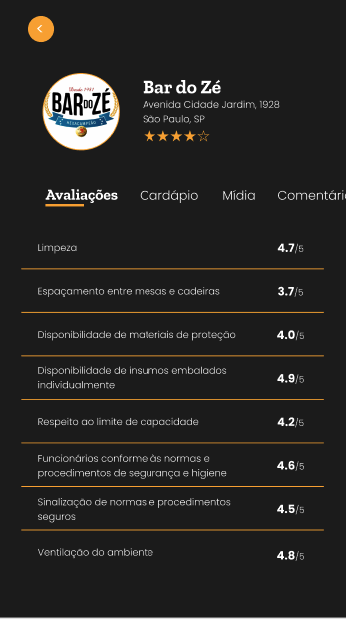 Desde 1962
BAR DO ZÉ
Bar do Zé
Avenida Cidade Jardim, 1928
São Paulo, SP
Avaliações Cardápio Mídia Comentári
Limpeza 4.7/5
Espaçamento entre mesas e cadeiras 3.7/5
Disponibilidade de materiais de proteção 4.0/5
Disponibilidade de insumos embalados
individualmente 4.9/5
Respeito ao limite de capacidade 4.2/5
Funcionários conforme às normas e
procedimentos de segurança e higiene 4.6/5
Sinalização de normas e procedimentos
seguros 4.5/5
Ventilação do ambiente 4.8/5